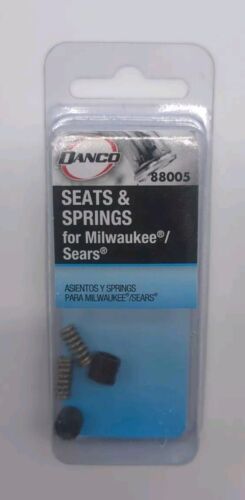 DANCO
88005
SEATS &
SPRINGS
for Milwaukee®/
Sears®
ASIENTOS Y SPRINGS
PARA MILWAUKEE®/SEARS®